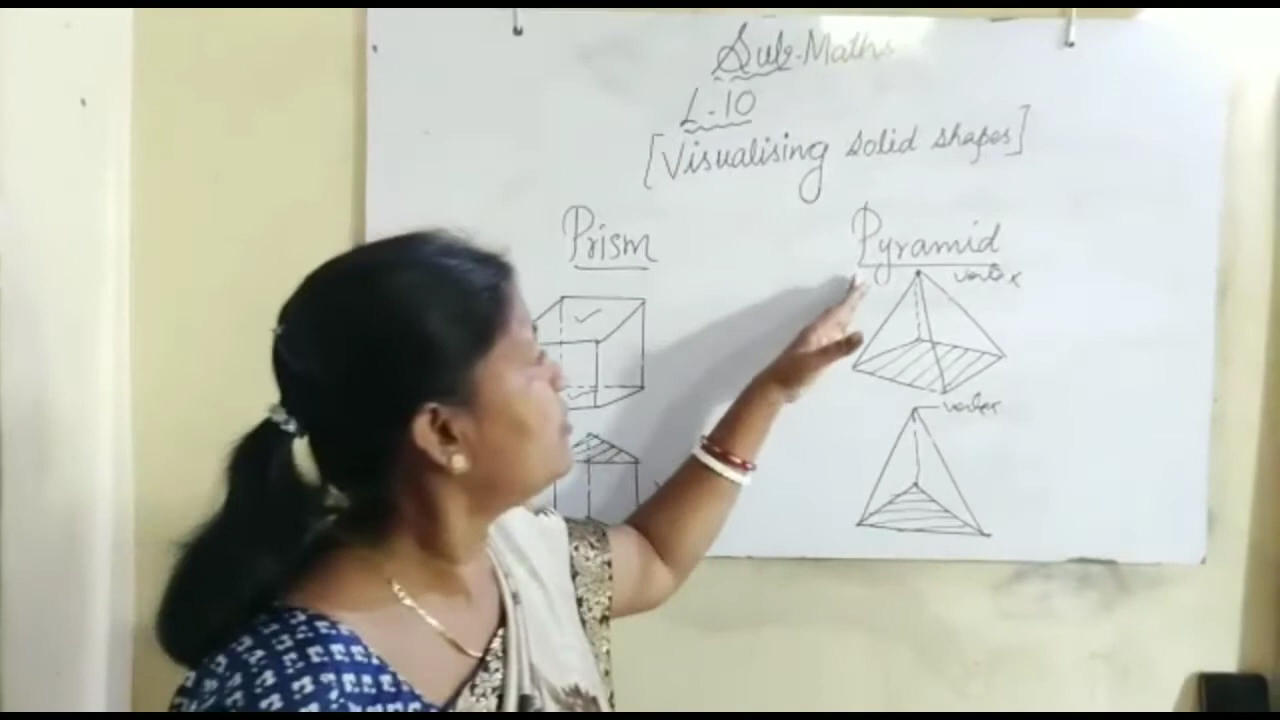 Sub-Maths
L-10
[Visualising solid shapes]
Prism
Pyramid
vertex
vertex